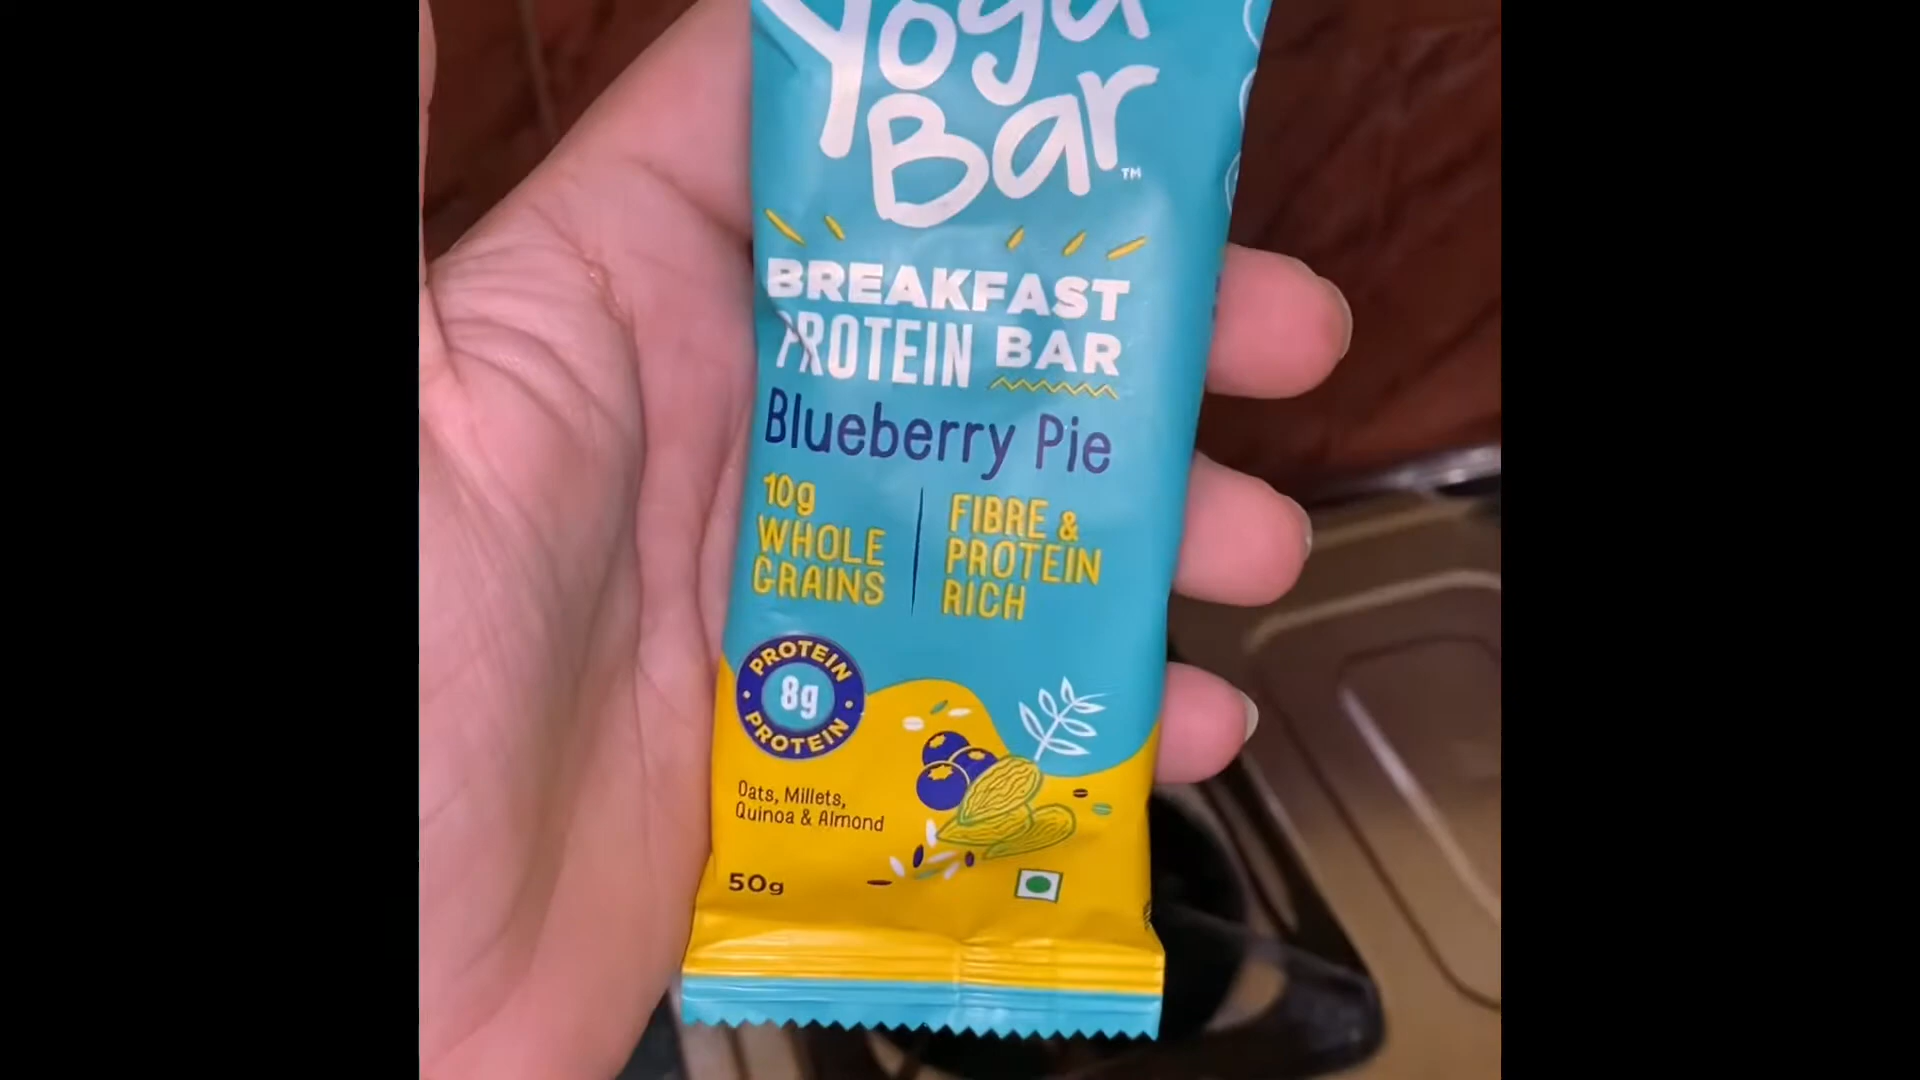 Yoga
Bar™
BREAKFAST
PROTEIN BAR
Blueberry Pie
10g
WHOLE
GRAINS
FIBRE &
PROTEIN
RICH
PROTEIN
8g
PROTEIN
Oats, Millets,
Quinoa & Almond
50g